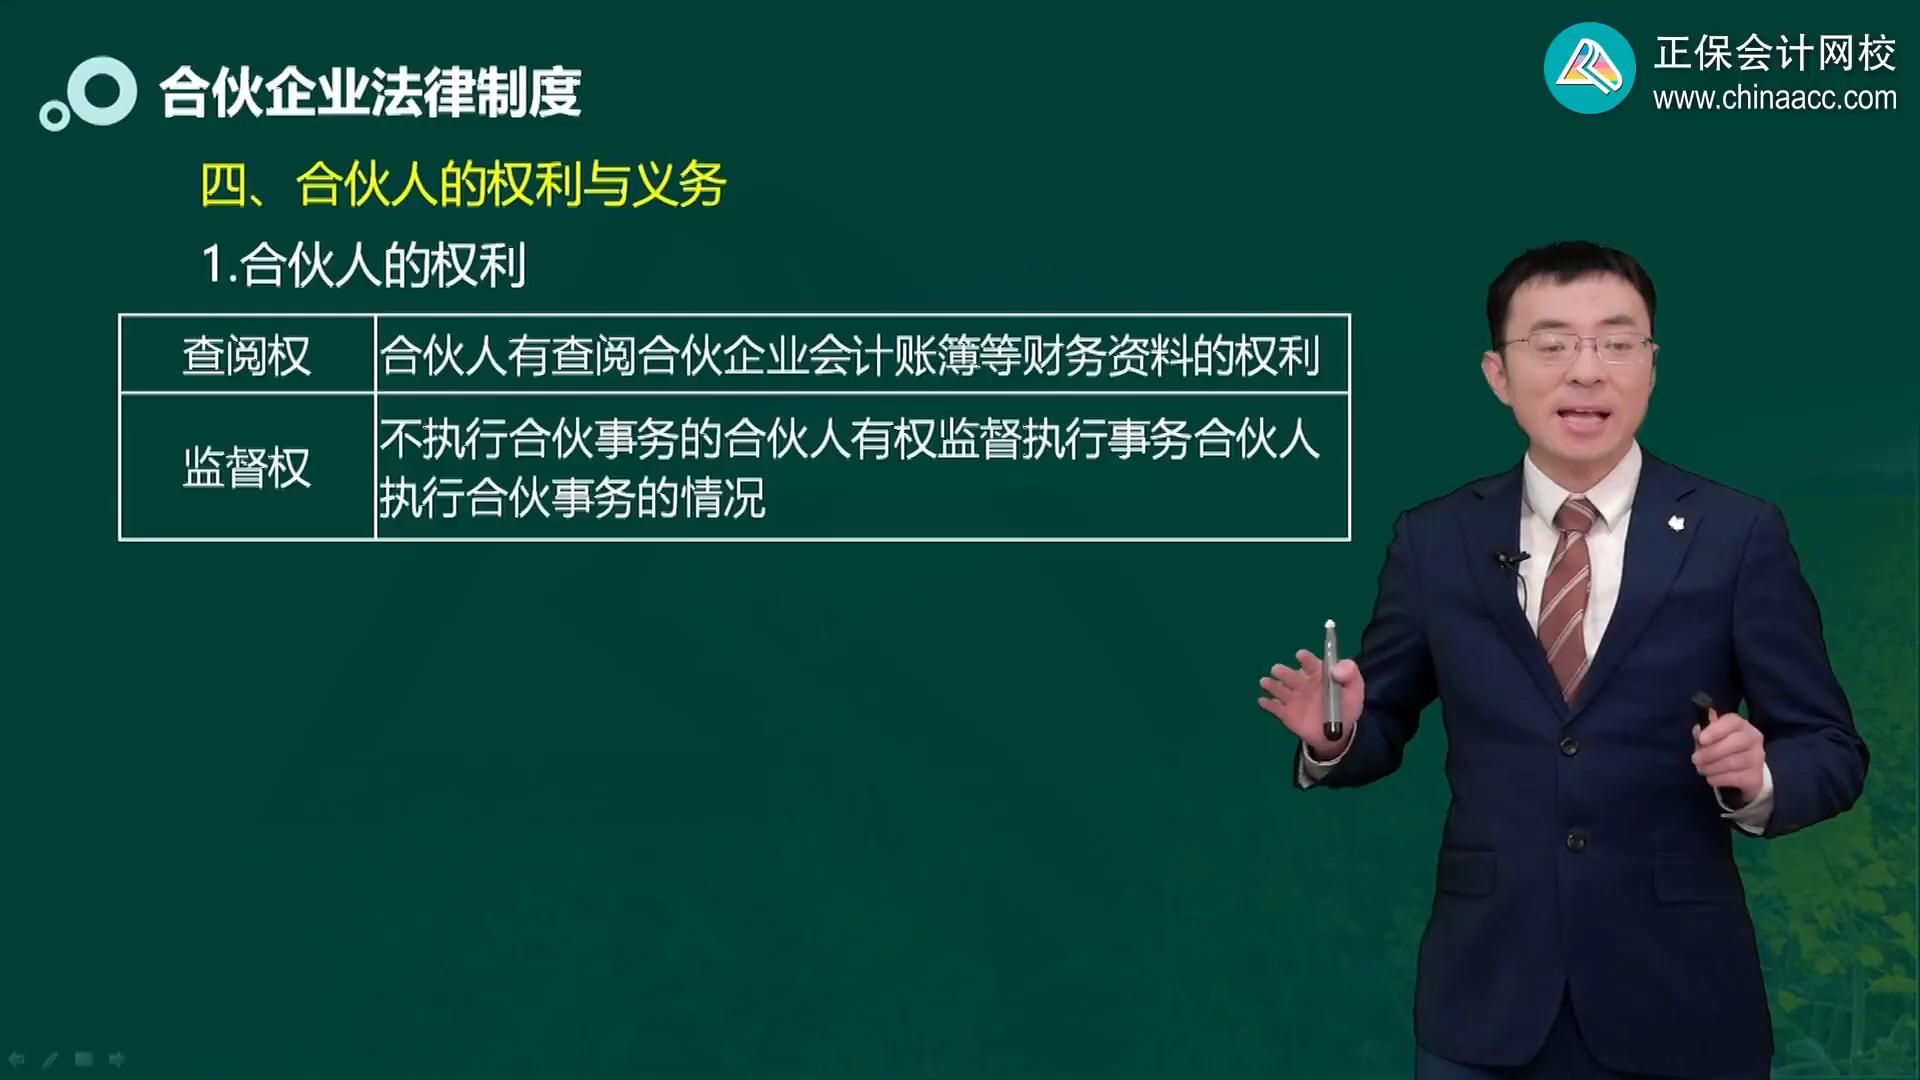 正保会计网校
www.chinaacc.com
合伙企业法律制度
四、合伙人的权利与义务
1.合伙人的权利
查阅权
合伙人有查阅合伙企业会计账簿等财务资料的权利
监督权
不执行合伙事务的合伙人有权监督执行事务合伙人
执行合伙事务的情况